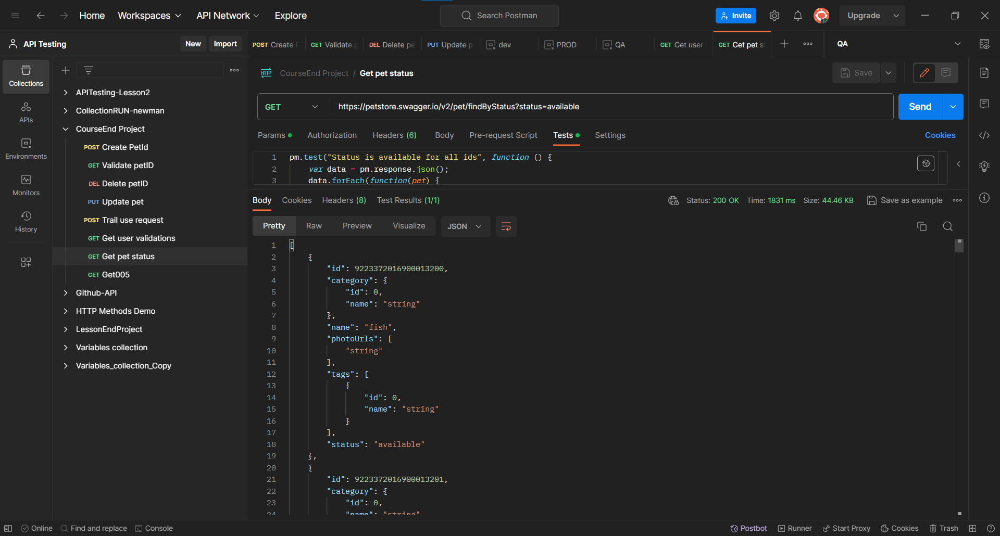 Home Workspaces API Network Explore Search Postman Invite Upgrade
API Testing New Import
POST Create P GET Validate p DEL Delete pe PUT Update p dev PROD QA GET Get user GET Get pet st QA
Collections
APIs
Environments
Monitors
History
APITesting-Lesson2
CollectionRUN-newman
CourseEnd Project
POST Create PetId
GET Validate petID
DEL Delete petID
PUT Update pet
POST Trail use request
GET Get user validations
GET Get pet status
GET Get005
Github-API
HTTP Methods Demo
LessonEndProject
Variables collection
Variables_collection_Copy
HTTP CourseEnd Project / Get pet status Save
GET https://petstore.swagger.io/v2/pet/findByStatus?status=available Send
Params Authorization Headers (6) Body Pre-request Script Tests Settings Cookies
1 pm.test("Status is available for all ids", function () {
2 var data = pm.response.json();
3 data.forEach(function(pet) {
Body Cookies Headers (8) Test Results (1/1) Status: 200 OK Time: 1831 ms Size: 44.46 KB Save as example
Pretty Raw Preview Visualize JSON
1 [
2 {
3 "id": 9223372016900013200,
4 "category": {
5 "id": 0,
6 "name": "string"
7 },
8 "name": "fish",
9 "photoUrls": [
10 "string"
11 ],
12 "tags": [
13 {
14 "id": 0,
15 "name": "string"
16 }
17 ],
18 "status": "available"
19 },
20 {
21 "id": 9223372016900013201,
22 "category": {
23 "id": 0,
24 "name": "string"
Online Find and replace Console Postbot Runner Start Proxy Cookies Trash